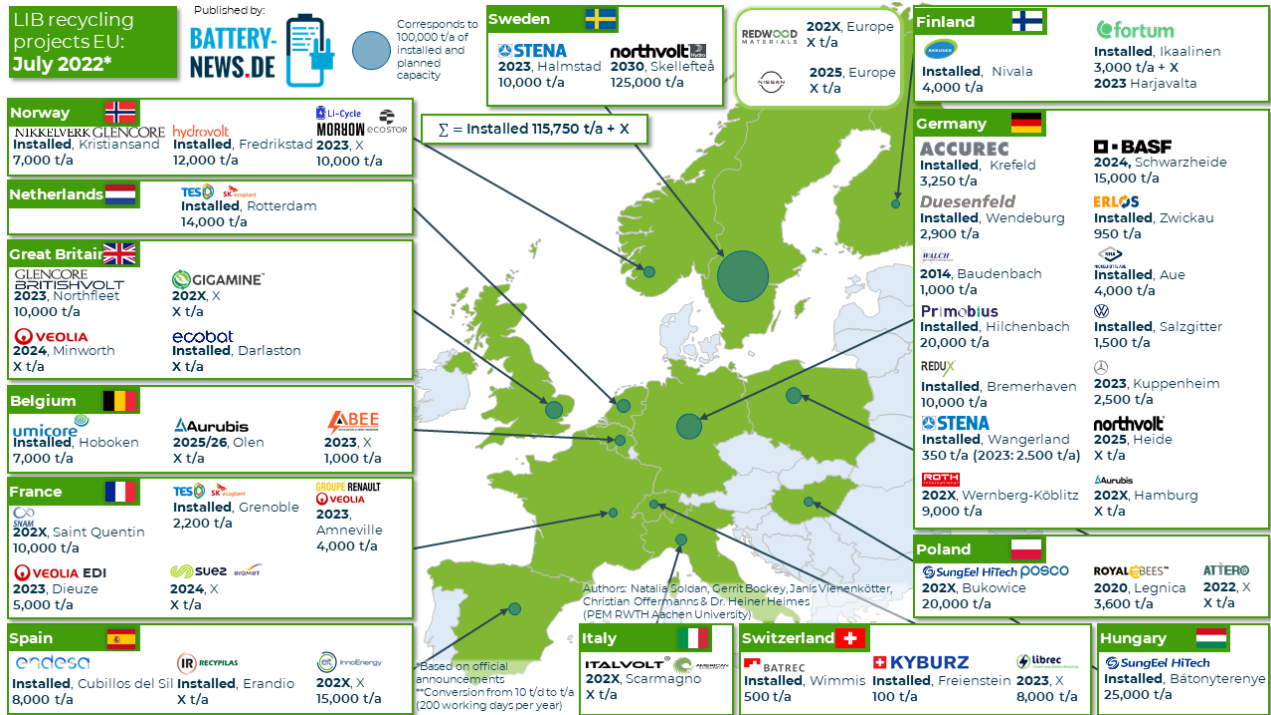 LIB recycling
projects EU:
July 2022*
Published by:
BATTERY-
NEWS.DE
Corresponds to
100,000 t/a of
installed and
planned
capacity
Sweden
STENA
2023, Halmstad
10,000 t/a
northvolt
2030, Skellefteå
125,000 t/a
REDWOOD
MATERIALS
202X, Europe
X t/a
NISSAN
2025, Europe
X t/a
Finland
AKKUSER
Installed, Nivala
4,000 t/a
fortum
Installed, Ikaalinen
3,000 t/a + X
2023 Harjavalta
Norway
NIKKELVERK GLENCORE
Installed, Kristiansand
7,000 t/a
hydrovolt
Installed, Fredrikstad
12,000 t/a
Li-Cycle
MORROW ECOSTOR
2023, X
10,000 t/a
∑ = Installed 115,750 t/a + X
Netherlands
TES SK ecoplant
Installed, Rotterdam
14,000 t/a
Great Britain
GLENCORE
BRITISHVOLT
2023, Northfleet
10,000 t/a
GIGAMINE™
202X, X
X t/a
VEOLIA
2024, Minworth
X t/a
ecobat
Installed, Darlaston
X t/a
Belgium
umicore
Installed, Hoboken
7,000 t/a
Aurubis
2025/26, Olen
X t/a
ABEE
2023, X
1,000 t/a
France
SNAM
202X, Saint Quentin
10,000 t/a
TES SK ecoplant
Installed, Grenoble
2,200 t/a
GROUPE RENAULT
VEOLIA
2023,
Amneville
4,000 t/a
VEOLIA EDI
2023, Dieuze
5,000 t/a
suez eramet
2024, X
X t/a
Spain
endesa
Installed, Cubillos del Sil
8,000 t/a
IR RECYPILAS
Installed, Erandio
X t/a
eit InnoEnergy
202X, X
15,000 t/a
Germany
ACCUREC
Installed, Krefeld
3,250 t/a
BASF
2024, Schwarzheide
15,000 t/a
Duesenfeld
Installed, Wendeburg
2,900 t/a
ERLOS
Installed, Zwickau
950 t/a
WALCH
2014, Baudenbach
1,000 t/a
NHA
Installed, Aue
4,000 t/a
Primobius
Installed, Hilchenbach
20,000 t/a
Installed, Salzgitter
1,500 t/a
REDUX
Installed, Bremerhaven
10,000 t/a
2023, Kuppenheim
2,500 t/a
STENA
Installed, Wangerland
350 t/a (2023: 2.500 t/a)
northvolt
2025, Heide
X t/a
ROTH
international
202X, Wernberg-Köblitz
9,000 t/a
Aurubis
202X, Hamburg
X t/a
Poland
SungEel HiTech posco
202X, Bukowice
20,000 t/a
ROYAL BEES™
2020, Legnica
3,600 t/a
ATTERO
2022, X
X t/a
Authors: Natalia Soldan, Gerrit Bockey, Janis Vienenkötter,
Christian Offermanns & Dr. Heiner Heimes
(PEM RWTH Aachen University)
*Based on official
announcements
**Conversion from 10 t/d to t/a
(200 working days per year)
Italy
ITALVOLT®
202X, Scarmagno
X t/a
Switzerland
BATREC
Installed, Wimmis
500 t/a
KYBURZ
Installed, Freienstein
100 t/a
librec
2023, X
8,000 t/a
Hungary
SungEel HiTech
Installed, Bátonyterenye
25,000 t/a